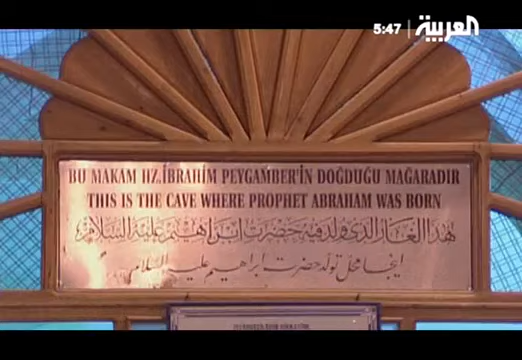 5:47 | العربية
BU MAKAM HZ.İBRAHİM PEYGAMBER'İN DOĞDUĞU MAĞARADIR
THIS IS THE CAVE WHERE PROPHET ABRAHAM WAS BORN
هذا الغار الذي ولد فيه حضرت ابراهيم عليه السلام
اينجا محل تولد حضرت ابراهيم عليه السلام